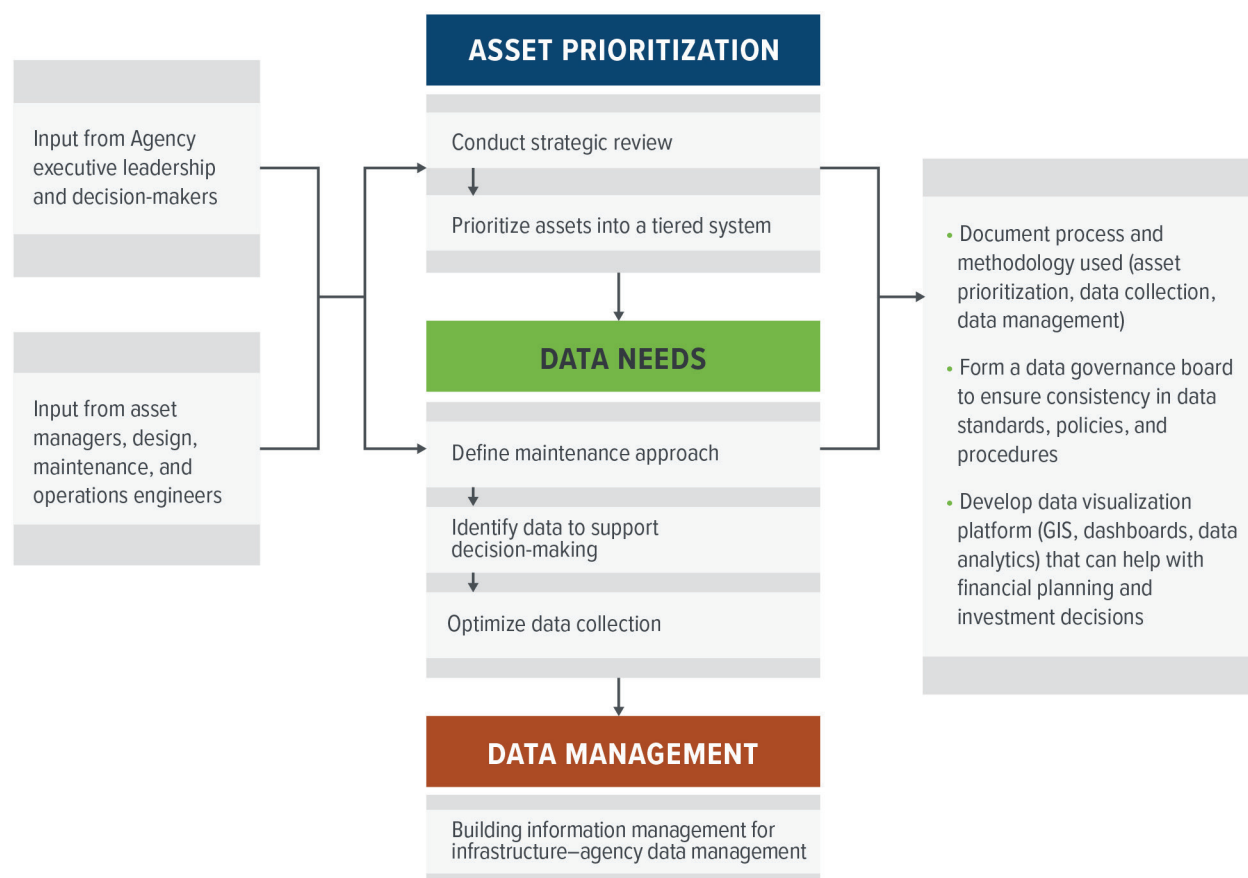 ASSET PRIORITIZATION
Input from Agency
executive leadership
and decision-makers
Input from asset
managers, design,
maintenance, and
operations engineers
Conduct strategic review
Prioritize assets into a tiered system
DATA NEEDS
Define maintenance approach
Identify data to support
decision-making
Optimize data collection
DATA MANAGEMENT
Building information management for
infrastructure–agency data management
• Document process and
methodology used (asset
prioritization, data collection,
data management)
• Form a data governance board
to ensure consistency in data
standards, policies, and
procedures
• Develop data visualization
platform (GIS, dashboards, data
analytics) that can help with
financial planning and
investment decisions